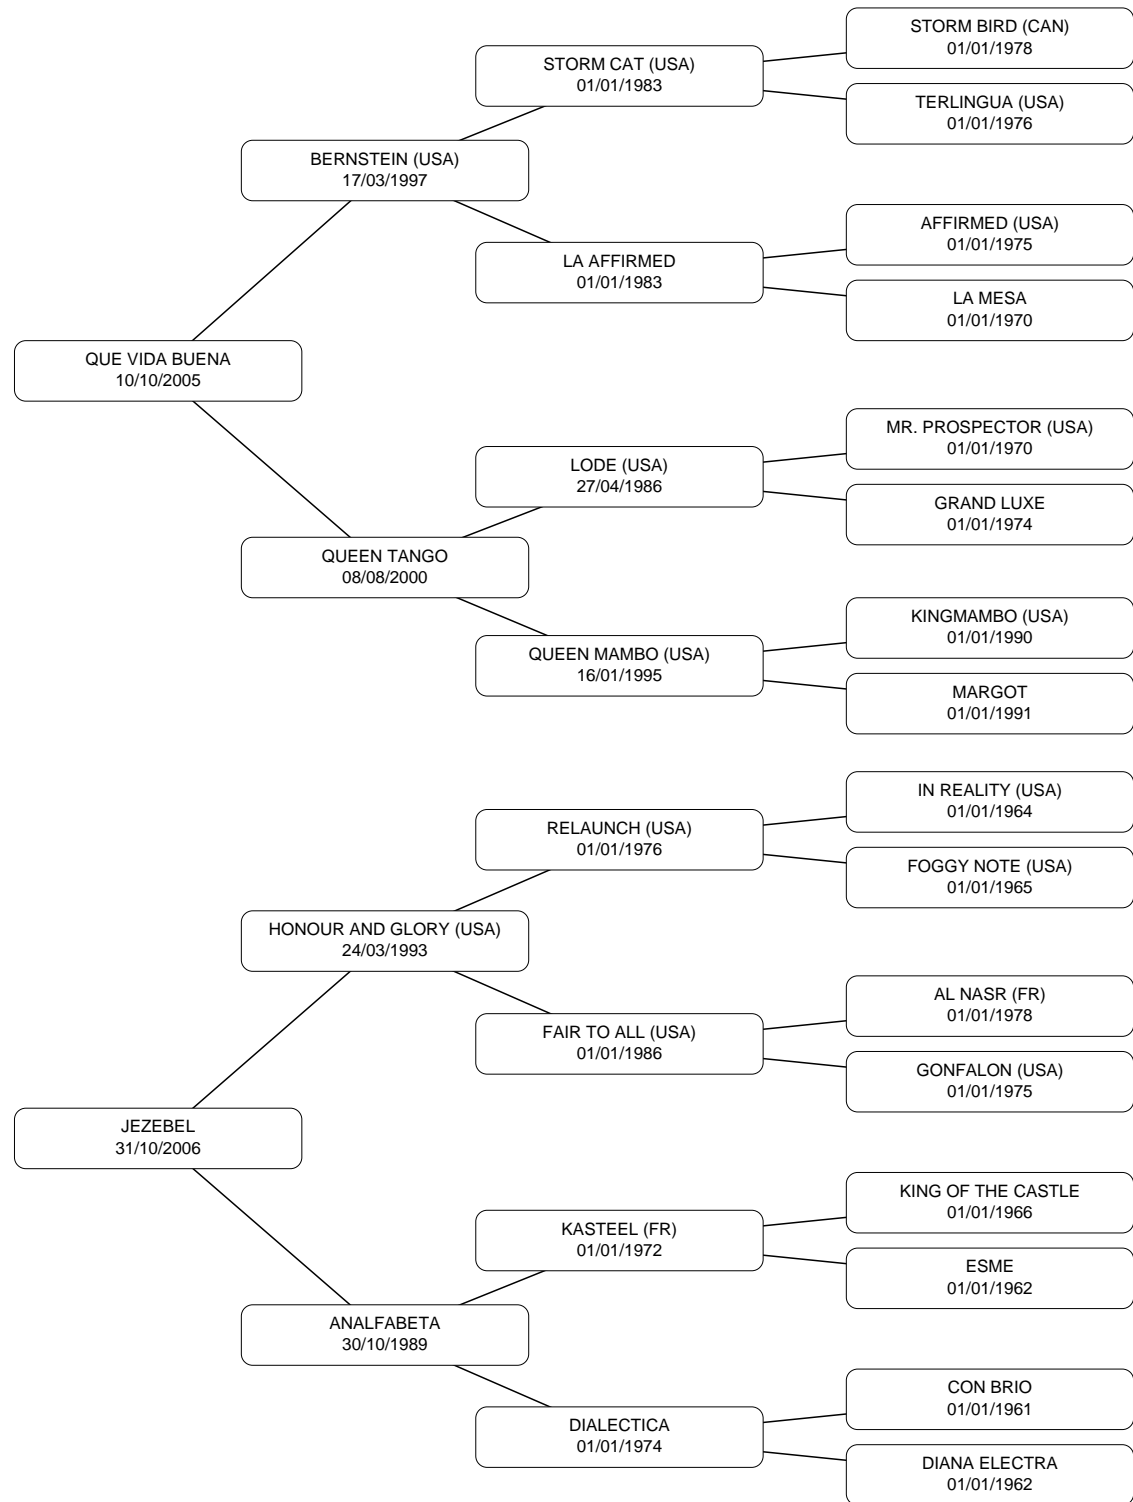 STORM BIRD (CAN)
01/01/1978
STORM CAT (USA)
01/01/1983
TERLINGUA (USA)
01/01/1976
BERNSTEIN (USA)
17/03/1997
AFFIRMED (USA)
01/01/1975
LA AFFIRMED
01/01/1983
LA MESA
01/01/1970
QUE VIDA BUENA
10/10/2005
MR. PROSPECTOR (USA)
01/01/1970
LODE (USA)
27/04/1986
GRAND LUXE
01/01/1974
QUEEN TANGO
08/08/2000
KINGMAMBO (USA)
01/01/1990
QUEEN MAMBO (USA)
16/01/1995
MARGOT
01/01/1991
IN REALITY (USA)
01/01/1964
RELAUNCH (USA)
01/01/1976
FOGGY NOTE (USA)
01/01/1965
HONOUR AND GLORY (USA)
24/03/1993
AL NASR (FR)
01/01/1978
FAIR TO ALL (USA)
01/01/1986
GONFALON (USA)
01/01/1975
JEZEBEL
31/10/2006
KING OF THE CASTLE
01/01/1966
KASTEEL (FR)
01/01/1972
ESME
01/01/1962
ANALFABETA
30/10/1989
CON BRIO
01/01/1961
DIALECTICA
01/01/1974
DIANA ELECTRA
01/01/1962